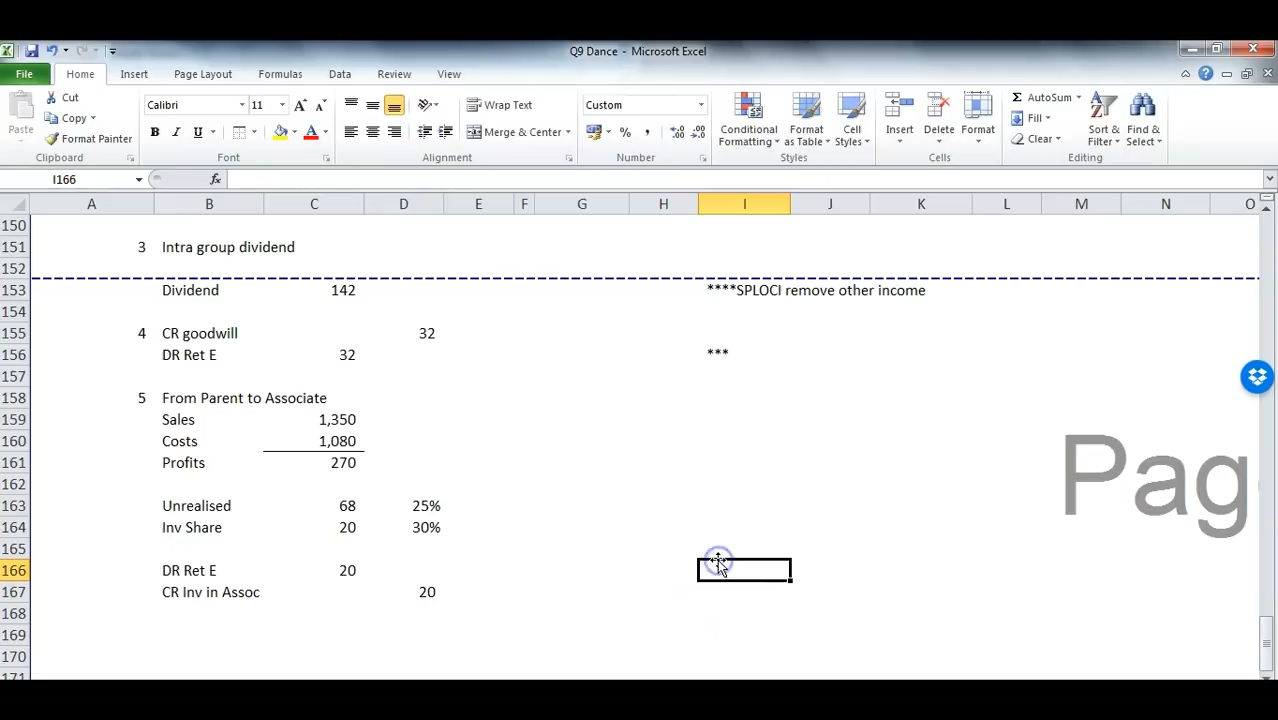 Q9 Dance - Microsoft Excel
File Home Insert Page Layout Formulas Data Review View
Cut
Copy
Paste
Format Painter
Clipboard
Calibri 11
Font
Wrap Text
Merge & Center
Alignment
Custom
Number
Conditional Formatting
Format as Table
Cell Styles
Styles
Insert Delete Format
Cells
AutoSum
Fill
Clear
Sort & Filter
Find & Select
Editing
I166 fx
A B C D E F G H I J K L M N O
150
151 3 Intra group dividend
152
153 Dividend 142 ****SPLOCI remove other income
154
155 4 CR goodwill 32
156 DR Ret E 32 ***
157
158 5 From Parent to Associate
159 Sales 1,350
160 Costs 1,080
161 Profits 270
162
163 Unrealised 68 25%
164 Inv Share 20 30%
165
166 DR Ret E 20
167 CR Inv in Assoc 20
168
169
170
171
Pag